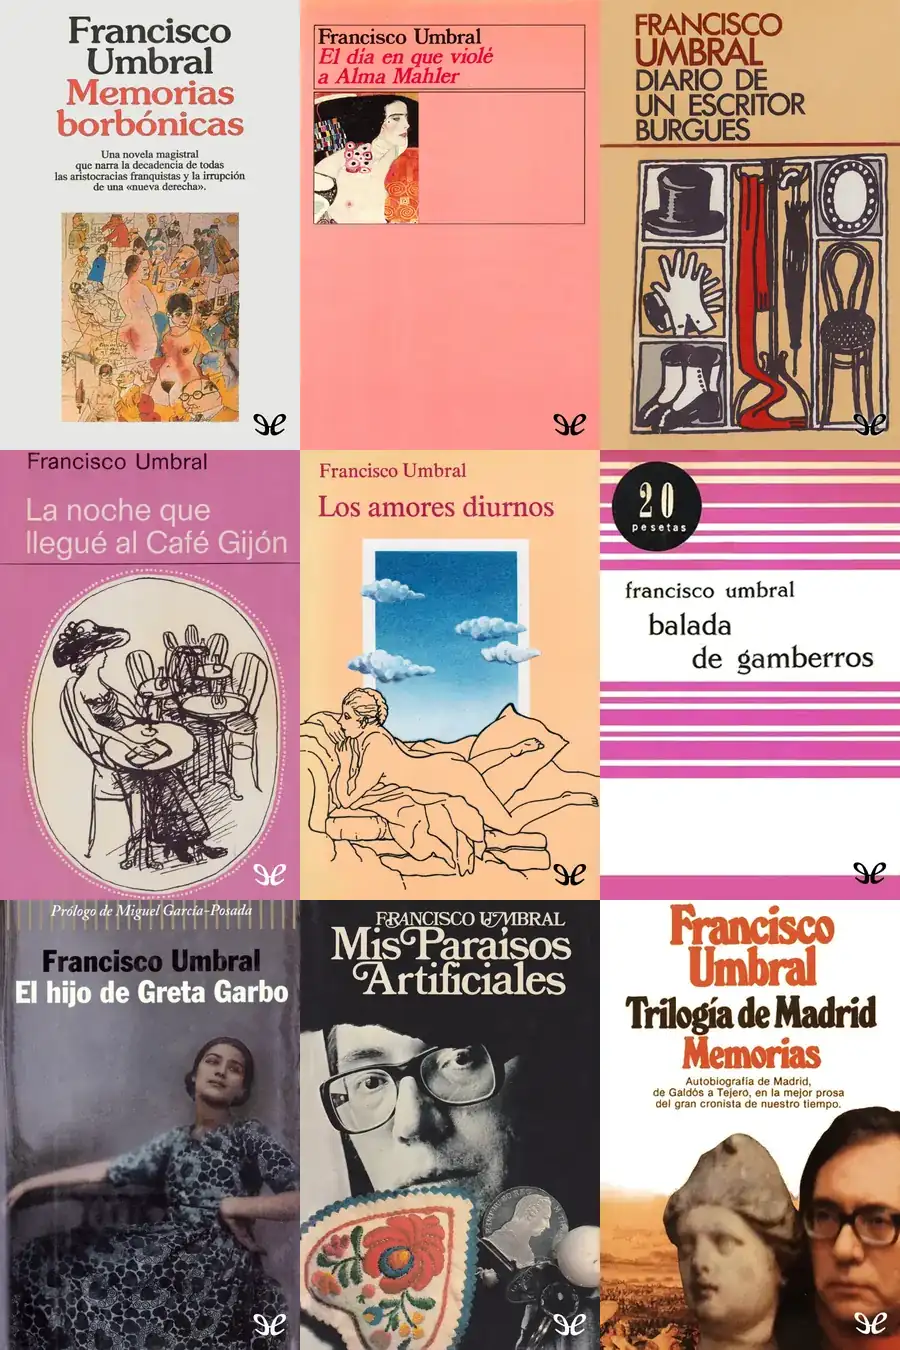 Francisco
Umbral
Memorias
borbónicas
Una novela magistral
que narra la decadencia de todas
las aristocracias franquistas y la irrupción
de una «nueva derecha».
Francisco Umbral
El día en que violé
a Alma Mahler
FRANCISCO
UMBRAL
DIARIO DE
UN ESCRITOR
BURGUES
Francisco Umbral
La noche que
llegué al Café Gijón
Francisco Umbral
Los amores diurnos
20
pesetas
francisco umbral
balada
de gamberros
Prólogo de Miguel García-Posada
Francisco Umbral
El hijo de Greta Garbo
FRANCISCO UMBRAL
Mis Paraísos
Artificiales
Francisco
Umbral
Trilogía de Madrid
Memorias
Autobiografía de Madrid,
de Galdós a Tejero, en la mejor prosa
del gran cronista de nuestro tiempo.